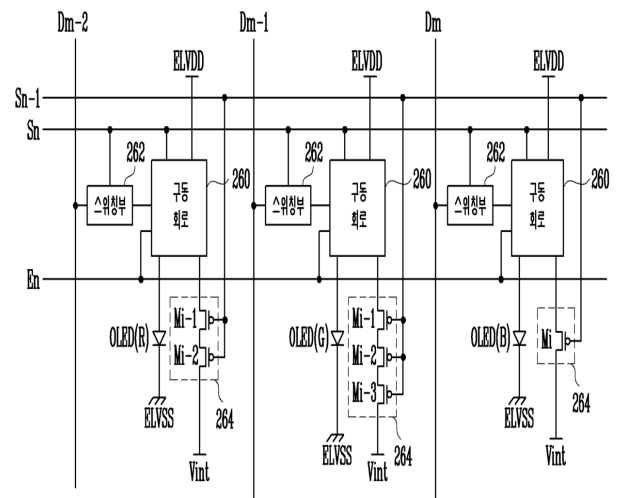 Dm-2 Dm-1 Dm
ELVDD ELVDD ELVDD
Sn-1
Sn
262 262 262
스위칭부 구동 회로 260 스위칭부 구동 회로 260 스위칭부 구동 회로 260
En
OLED(R) Mi-1 OLED(G) Mi-1 OLED(B) Mi
Mi-2 Mi-2
Mi-3
264 264 264
ELVSS ELVSS ELVSS
Vint Vint Vint